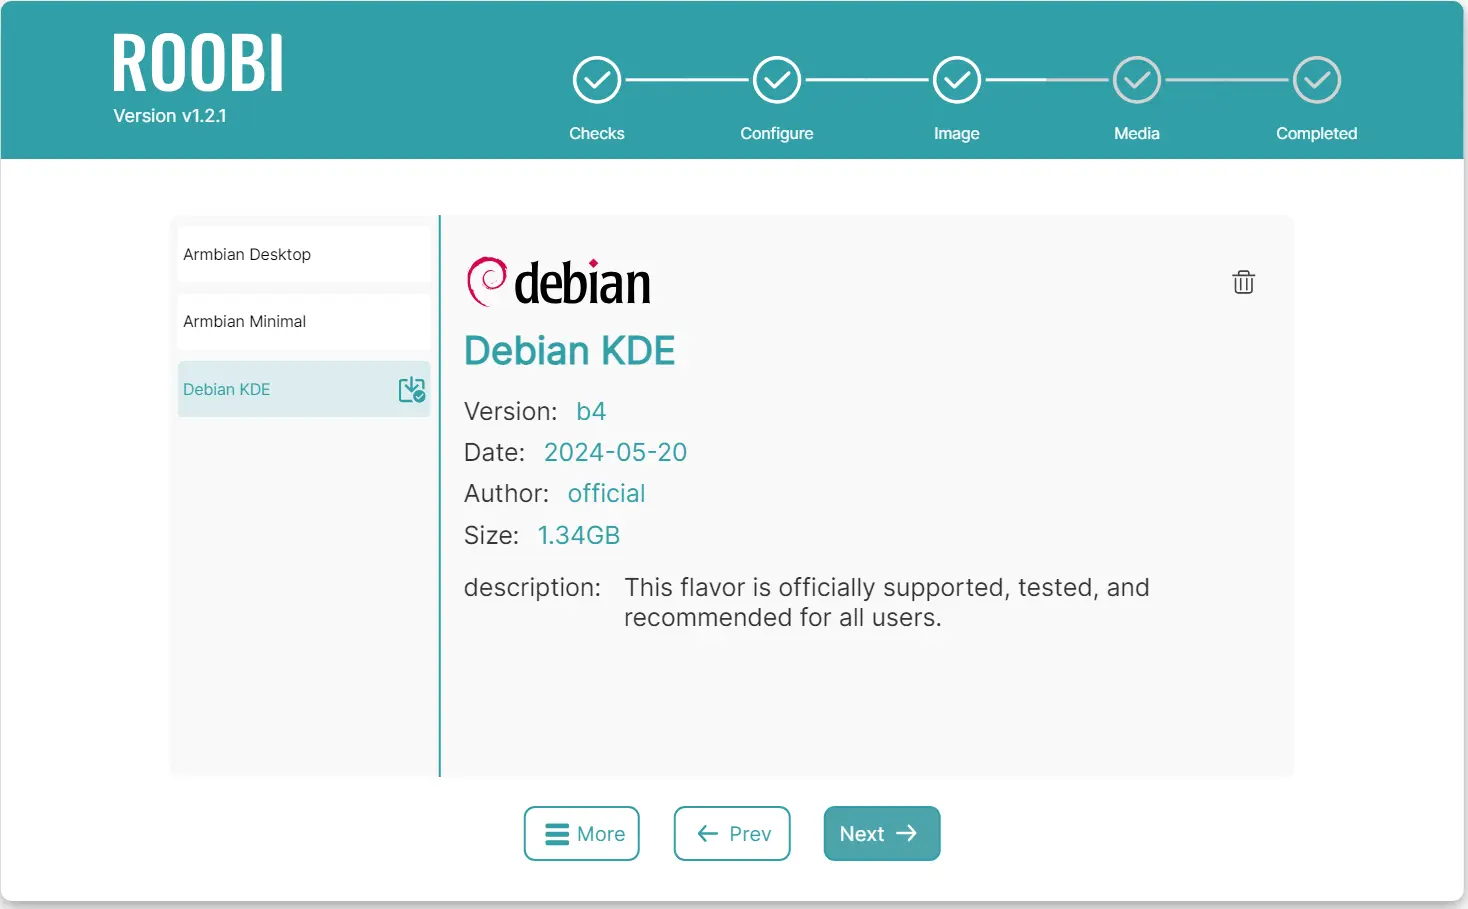 ROOBI
Version v1.2.1
Checks
Configure
Image
Media
Completed
Armbian Desktop
Armbian Minimal
Debian KDE
debian
Debian KDE
Version: b4
Date: 2024-05-20
Author: official
Size: 1.34GB
description: This flavor is officially supported, tested, and
recommended for all users.
More
Prev
Next